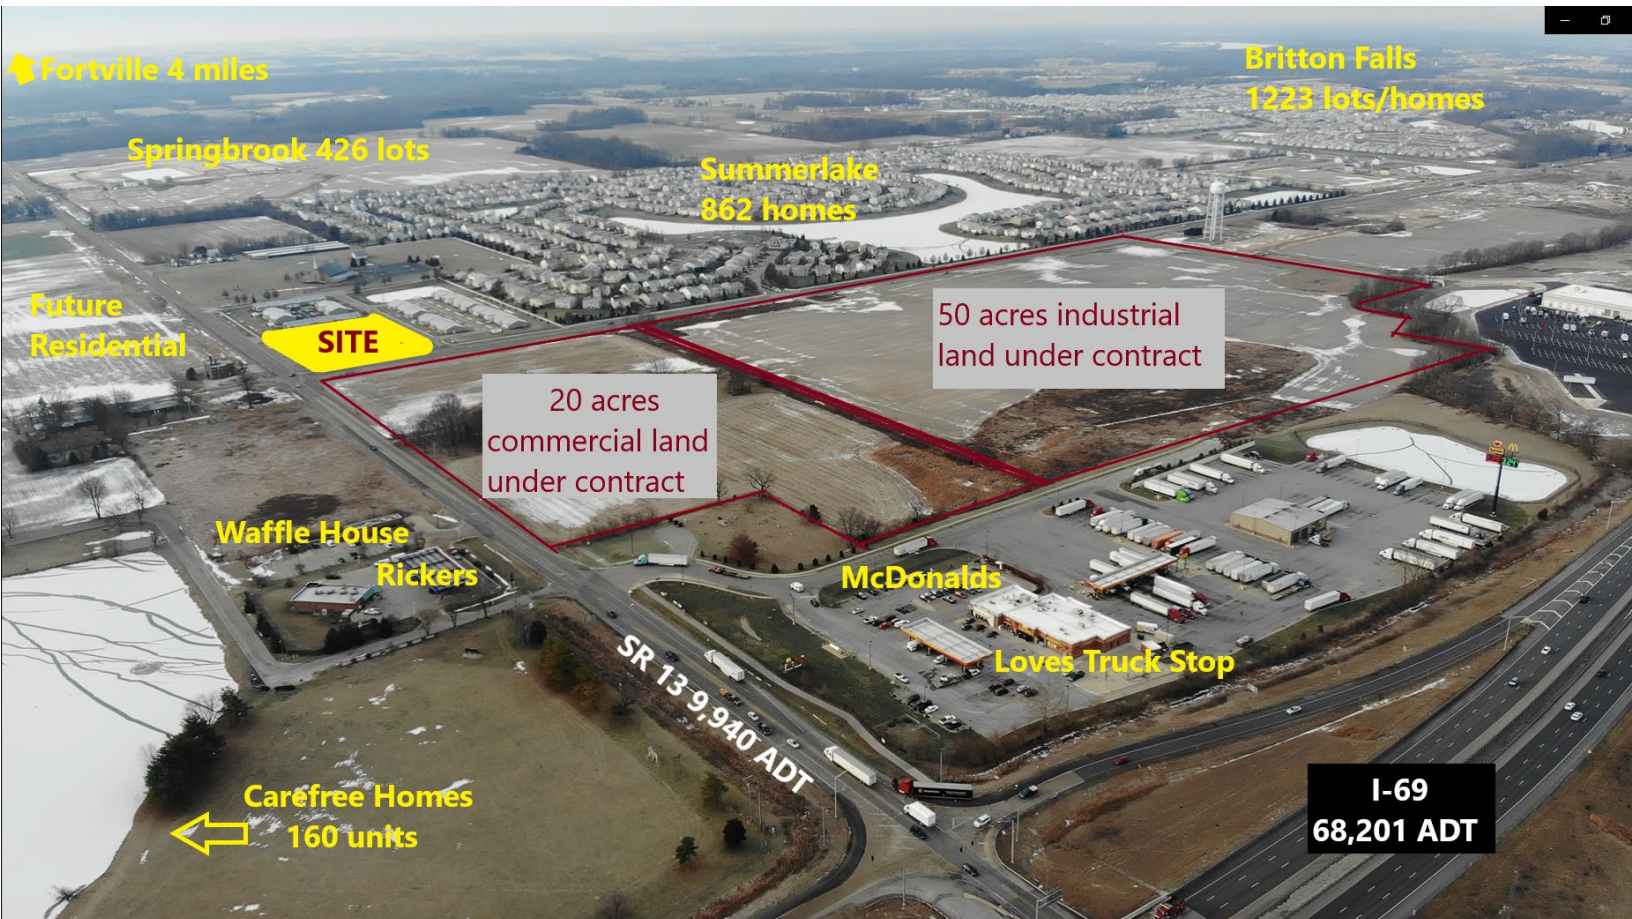 Fortville 4 miles
Britton Falls
1223 lots/homes
Springbrook 426 lots
Summerlake
862 homes
Future
Residential
SITE
50 acres industrial
land under contract
20 acres
commercial land
under contract
Waffle House
Rickers
McDonalds
Loves Truck Stop
SR 13 9,940 ADT
Carefree Homes
160 units
I-69
68,201 ADT